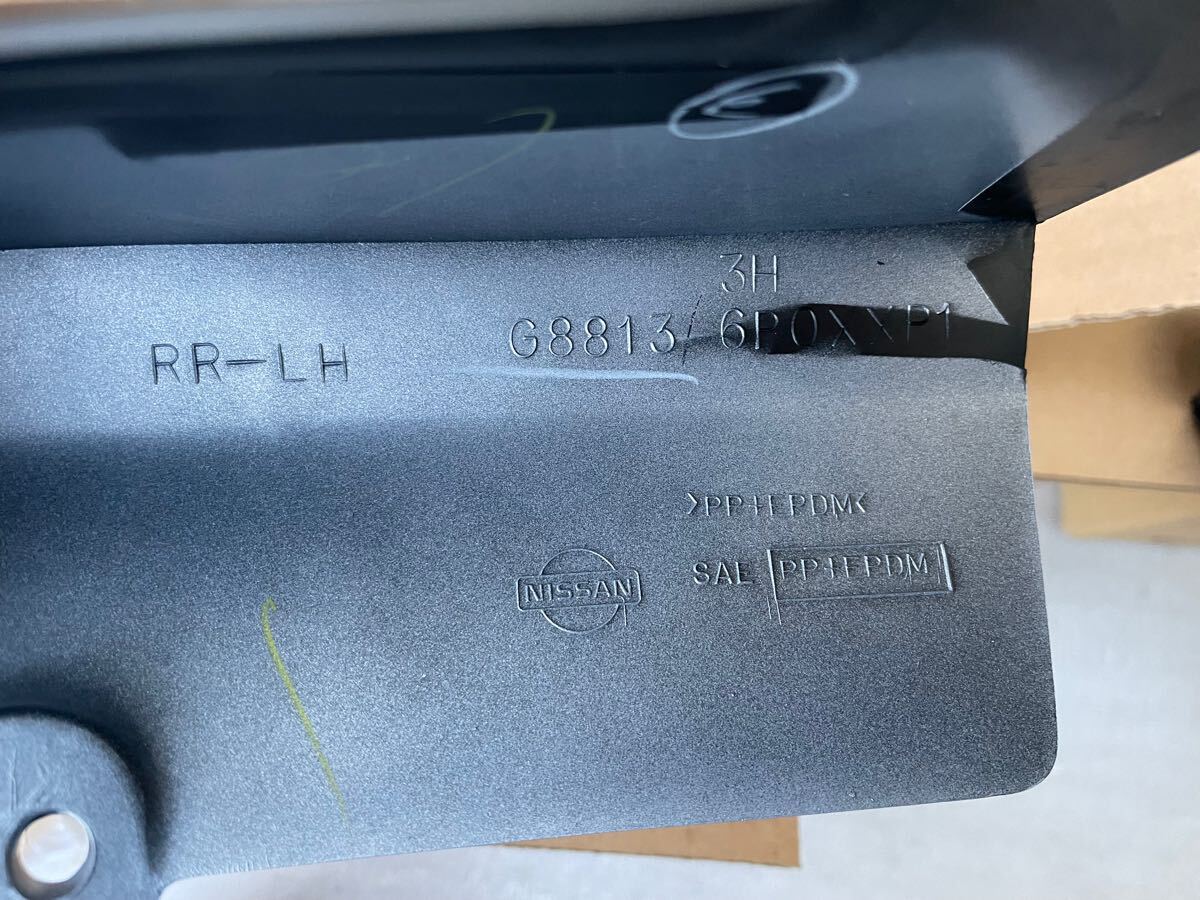 3H
RR-LH G8813/6P0XXP1
>PP+EPDM<
SAE PP+EPDM
NISSAN